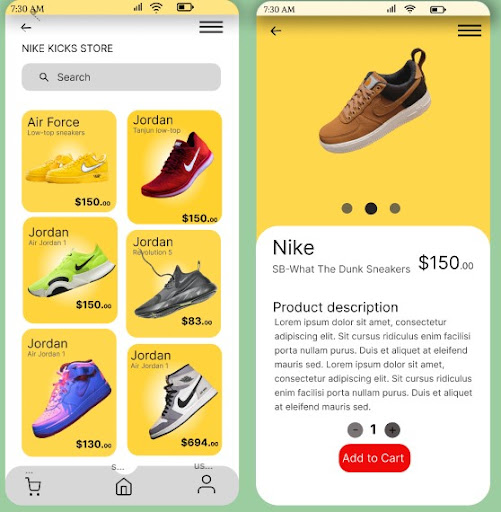 7:30 AM
NIKE KICKS STORE
Search
Air Force
Low-top sneakers
$150.00
Jordan
Tanjun low-top
$150.00
Jordan
Air Jordan 1
$150.00
Jordan
Revolution 5
$83.00
Jordan
Air Jordan 1
$130.00
Jordan
Air Jordan 1
$694.00
...
S...
US...
7:30 AM
Nike
SB-What The Dunk Sneakers
$150.00
Product description
Lorem ipsum dolor sit amet, consectetur
adipiscing elit. Sit cursus ridiculus enim facilisi
porta nullam purus. Duis et aliquet at eleifend
mauris sed. Lorem ipsum dolor sit amet, consectetur
adipiscing elit. Sit cursus ridiculus enim facilisi
porta nullam purus. Duis et aliquet at eleifend
mauris sed.
- 1 +
Add to Cart